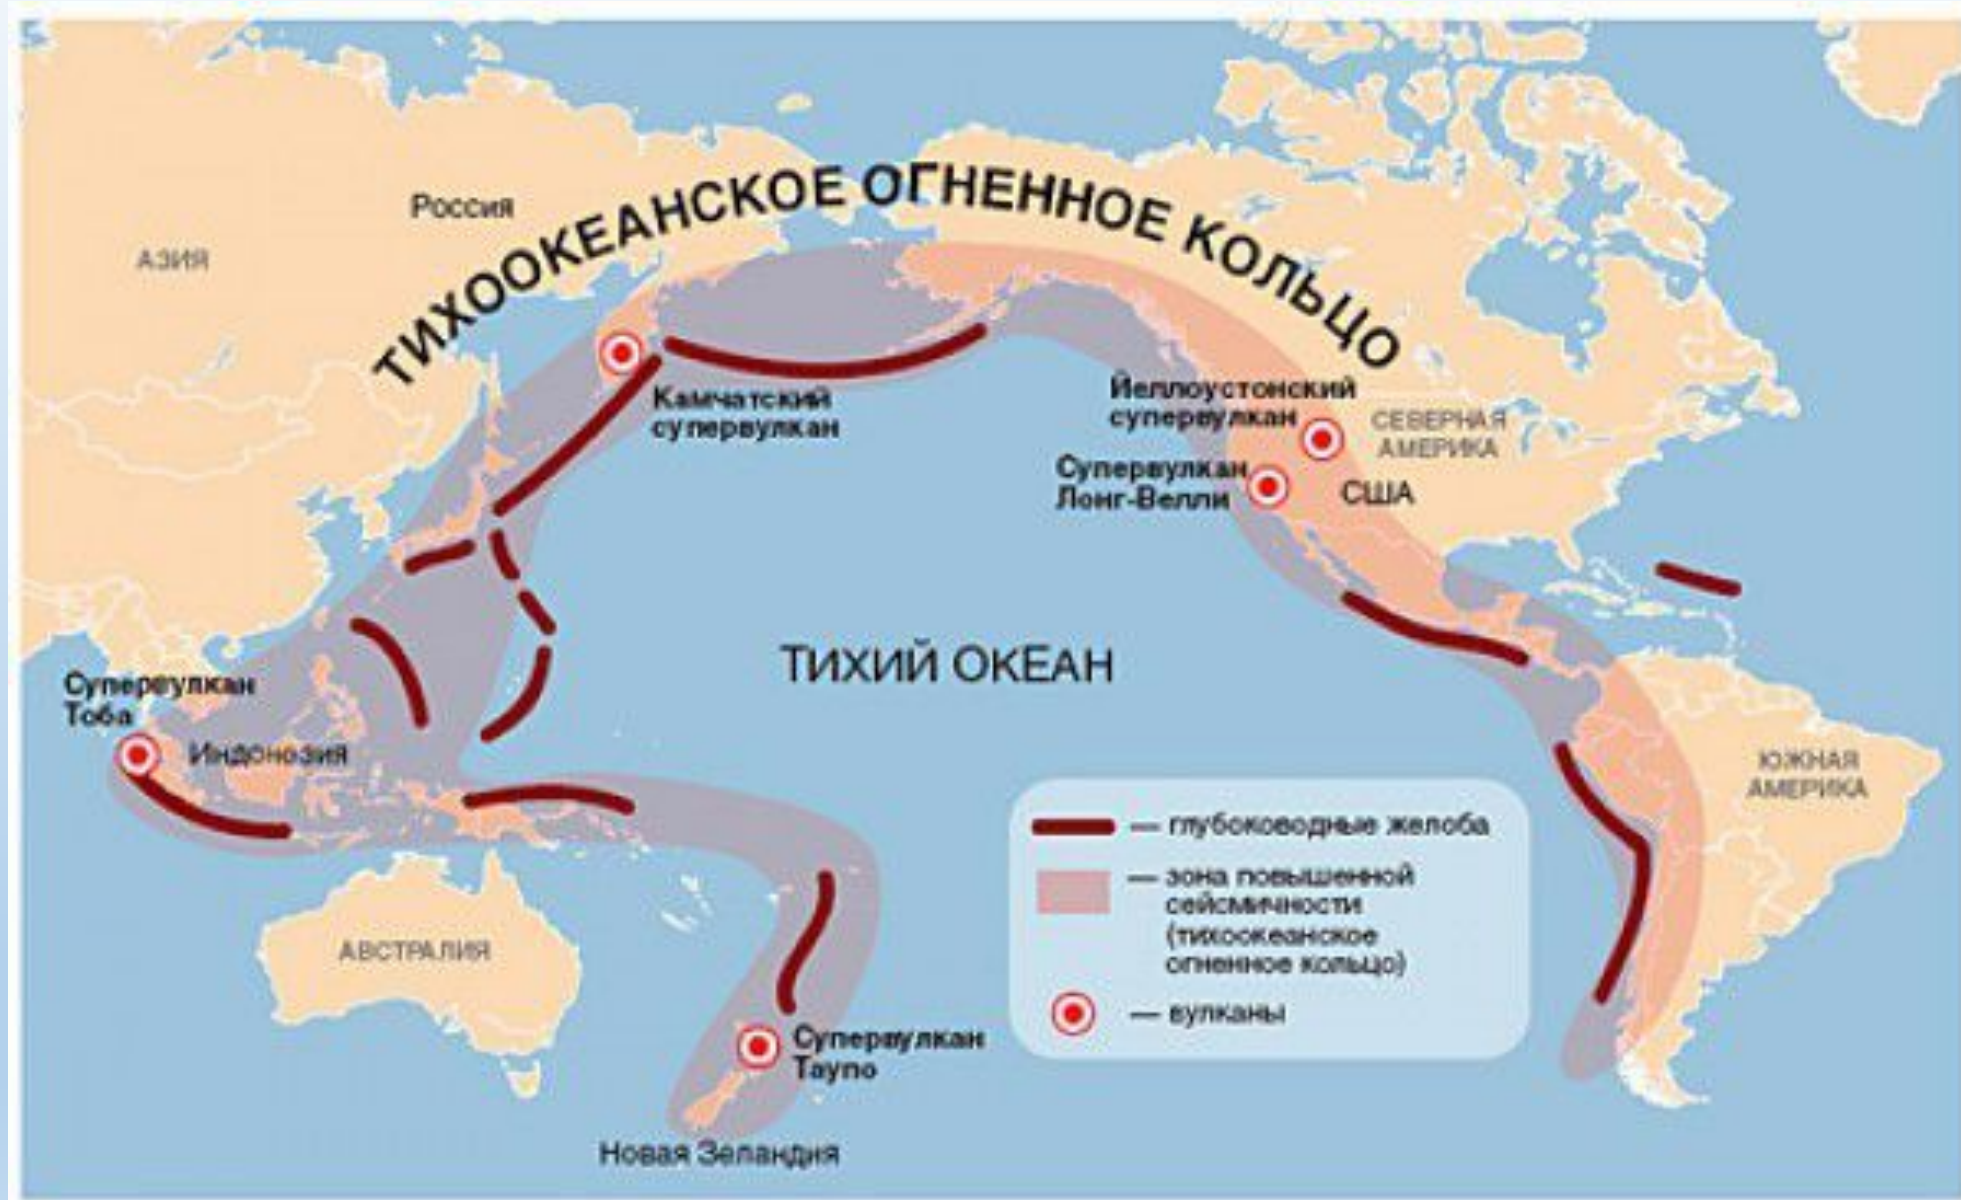 ТИХООКЕАНСКОЕ ОГНЕННОЕ КОЛЬЦО
Россия
АЗИЯ
Камчатский
супервулкан
Йеллоустонский
супервулкан
СЕВЕРНАЯ
АМЕРИКА
Супервулкан
Лонг-Велли
США
ТИХИЙ ОКЕАН
Супервулкан
Тоба
Индонозия
ЮЖНАЯ
АМЕРИКА
— глубоководные желоба
— зона повышенной
сейсмичности
(тихоокеанское
огненное кольцо)
— вулканы
АВСТРАЛИЯ
Супервулкан
Таупо
Новая Зеландия